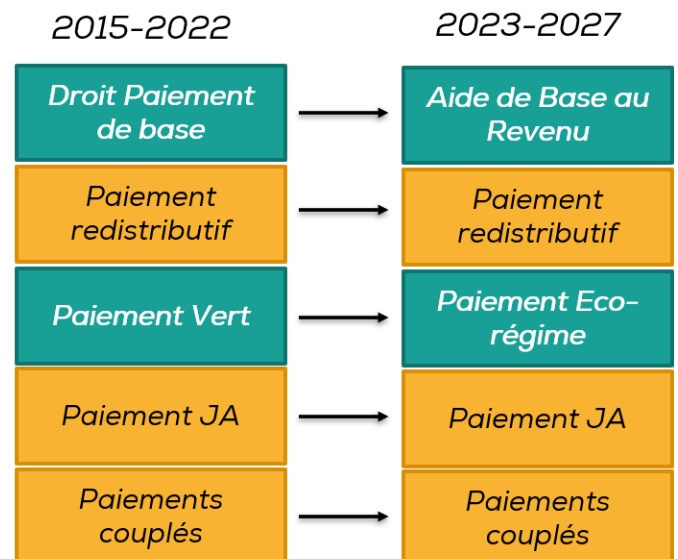 2015-2022
2023-2027
Droit Paiement
de base
Aide de Base au
Revenu
Paiement
redistributif
Paiement
redistributif
Paiement Vert
Paiement Eco-
régime
Paiement JA
Paiement JA
Paiements
couplés
Paiements
couplés